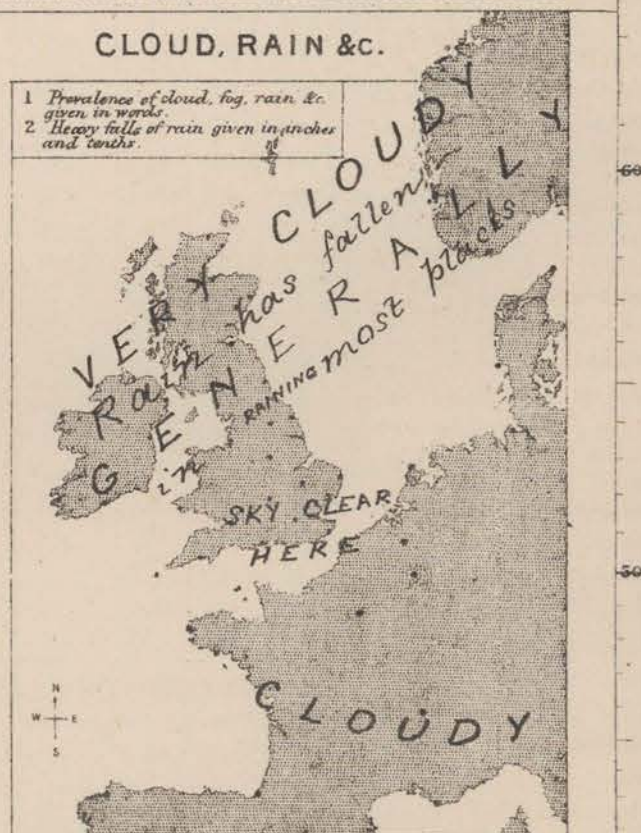 CLOUD, RAIN &c.
1 Prevalence of cloud, fog, rain &c.
given in words.
2 Heavy falls of rain given in inches
and tenths.
VERY CLOUDY
Rain has fallen
GENERALLY
in most places
RAINING
SKY CLEAR
HERE
CLOUDY
N
W E
S
60
50